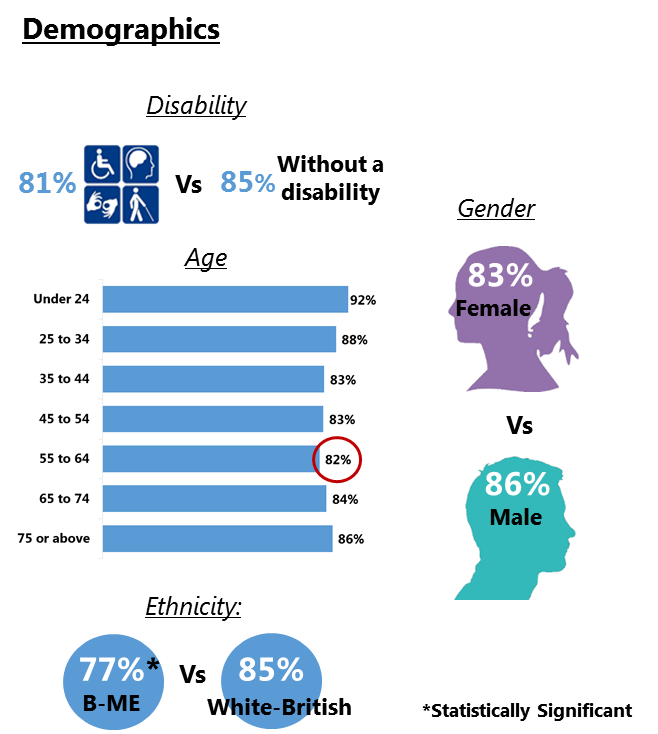 Demographics
Disability
81% Vs 85% Without a
disability
Gender
83%
Female
Vs
86%
Male
Age
Under 24 92%
25 to 34 88%
35 to 44 83%
45 to 54 83%
55 to 64 82%
65 to 74 84%
75 or above 86%
Ethnicity:
77%* Vs 85%
B-ME White-British
*Statistically Significant